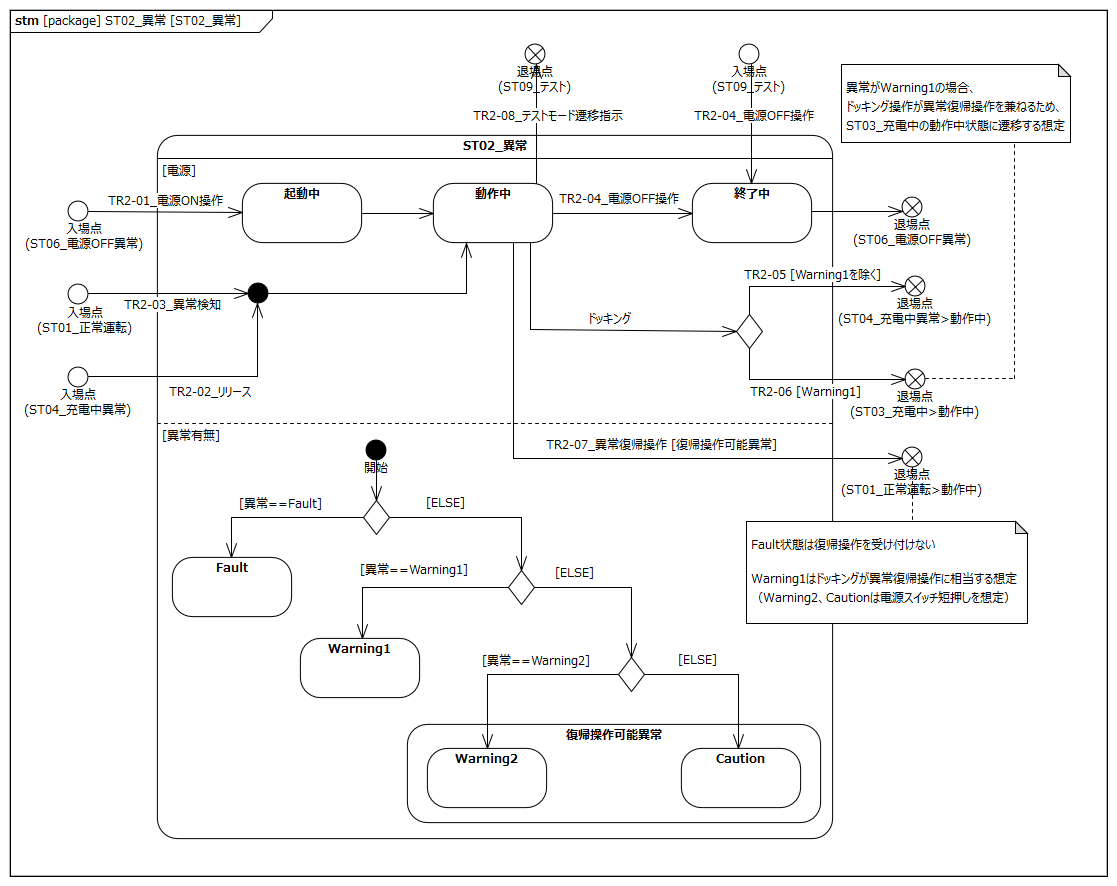 stm [package] ST02_異常 [ST02_異常]
退場点
(ST09_テスト)
入場点
(ST09_テスト)
異常がWarning1の場合、
ドッキング操作が異常復帰操作を兼ねるため、
ST03_充電中の動作中状態に遷移する想定
TR2-08_テストモード遷移指示
TR2-04_電源OFF操作
ST02_異常
[電源]
起動中
動作中
終了中
TR2-01_電源ON操作
TR2-04_電源OFF操作
入場点
(ST06_電源OFF異常)
退場点
(ST06_電源OFF異常)
TR2-05 [Warning1を除く]
TR2-03_異常検知
入場点
(ST01_正常運転)
退場点
(ST04_充電中異常>動作中)
ドッキング
TR2-02_リリース
TR2-06 [Warning1]
入場点
(ST04_充電中異常)
退場点
(ST03_充電中>動作中)
[異常有無]
TR2-07_異常復帰操作 [復帰操作可能異常]
開始
退場点
(ST01_正常運転>動作中)
[異常==Fault]
[ELSE]
Fault状態は復帰操作を受け付けない
Warning1はドッキングが異常復帰操作に相当する想定
（Warning2、Cautionは電源スイッチ短押しを想定）
Fault
[異常==Warning1]
[ELSE]
Warning1
[異常==Warning2]
[ELSE]
復帰操作可能異常
Warning2
Caution